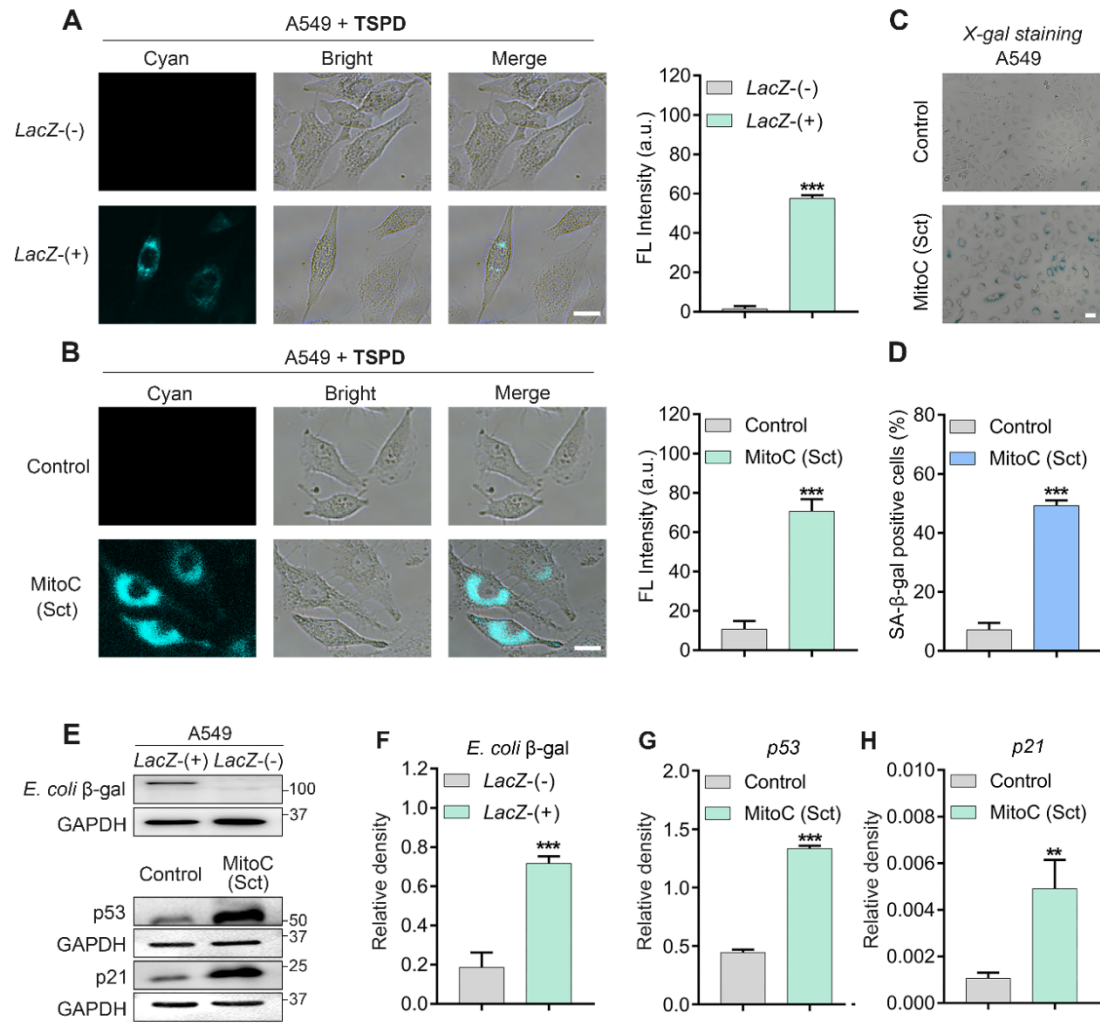 A
A549 + TSPD
Cyan Bright Merge
LacZ-(-)
LacZ-(+)
120
100
80
60
40
20
0
FL Intensity (a.u.)
LacZ-(-)
LacZ-(+)
***
C
X-gal staining
A549
Control
MitoC (Sct)
B
A549 + TSPD
Cyan Bright Merge
Control
MitoC
(Sct)
120
100
80
60
40
20
0
FL Intensity (a.u.)
Control
MitoC (Sct)
***
D
80
60
40
20
0
SA-β-gal positive cells (%)
Control
MitoC (Sct)
***
E
A549
LacZ-(+) LacZ-(-)
E. coli β-gal
100
GAPDH
37
Control
MitoC
(Sct)
p53
50
GAPDH
37
p21
25
GAPDH
37
F
E. coli β-gal
1.2
1.0
0.8
0.6
0.4
0.2
0.0
Relative density
LacZ-(-)
LacZ-(+)
***
G
p53
2.0
1.5
1.0
0.5
0.0
Relative density
Control
MitoC (Sct)
***
H
p21
0.010
0.008
0.006
0.004
0.002
0.000
Relative density
Control
MitoC (Sct)
**